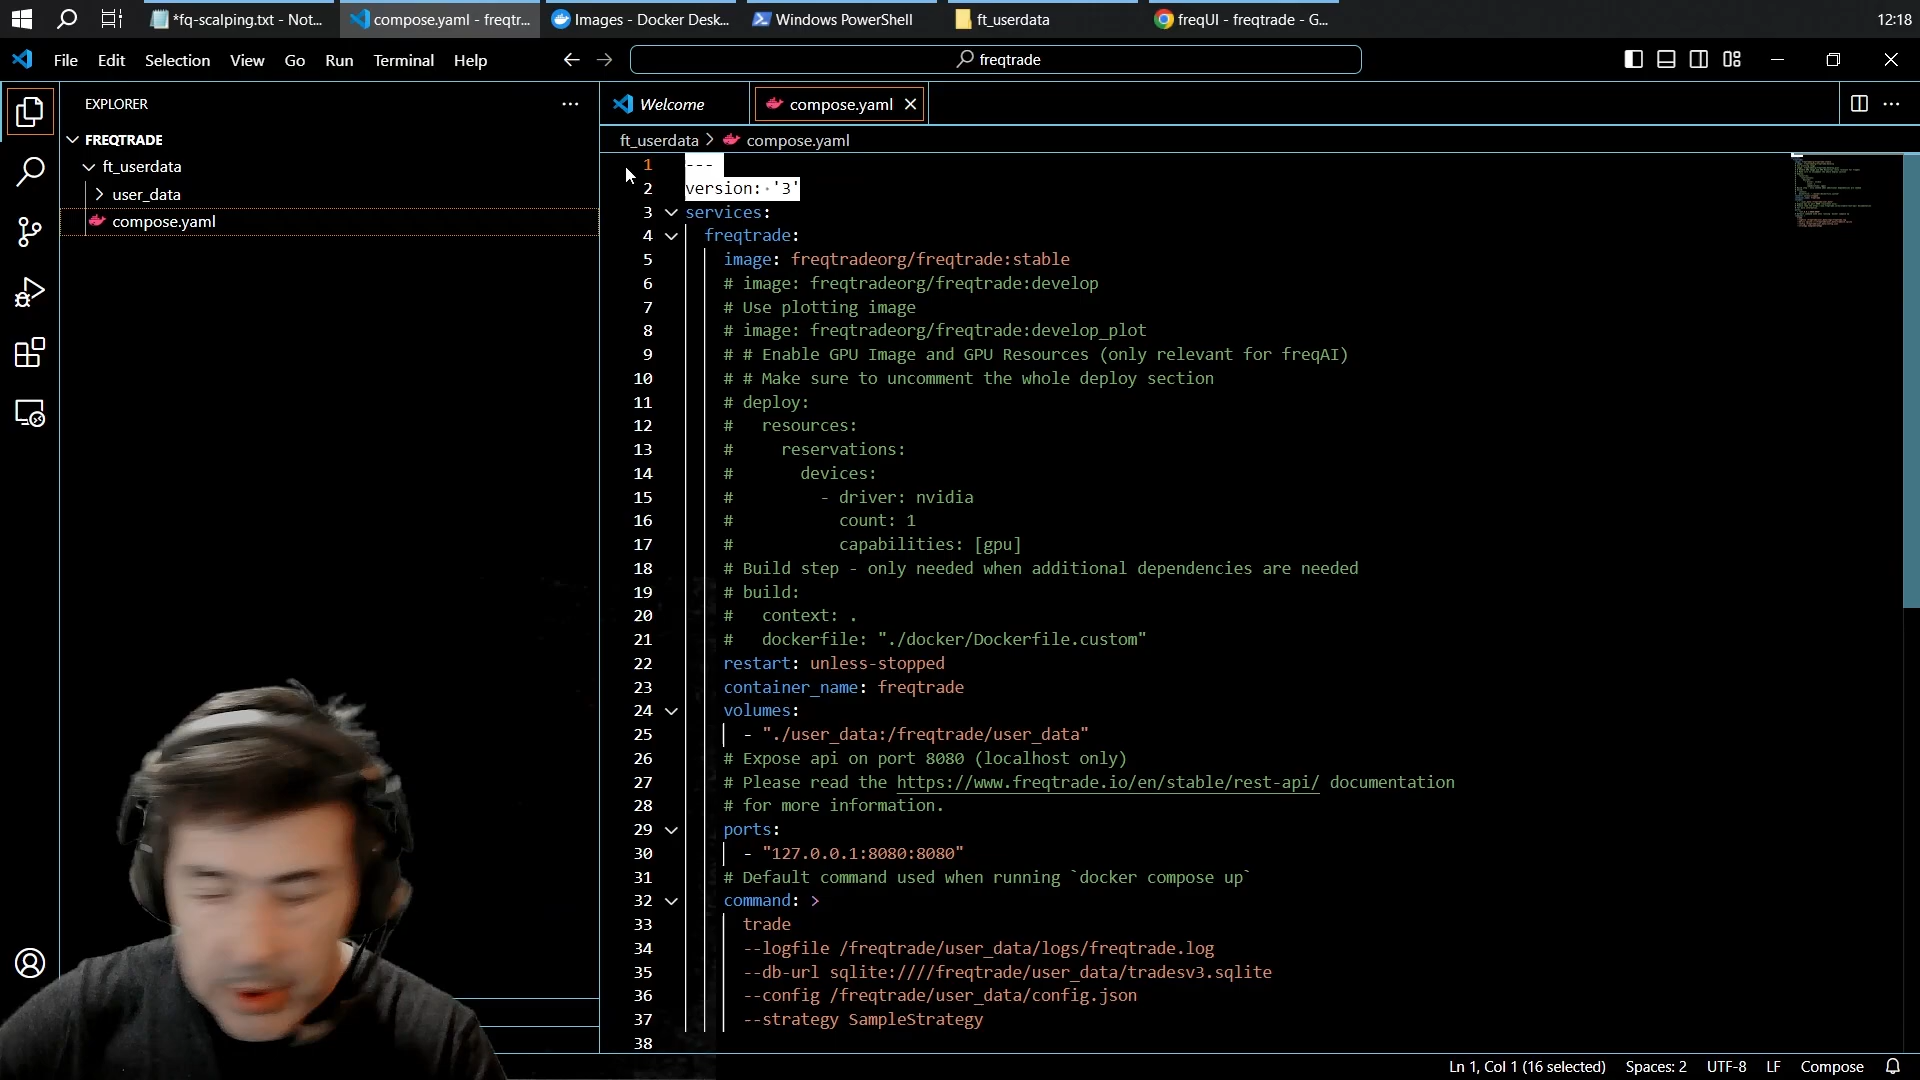 *fq-scalping.txt - Not...
compose.yaml - freqtr...
Images - Docker Desk...
Windows PowerShell
ft_userdata
freqUI - freqtrade - G...
12:18
File Edit Selection View Go Run Terminal Help
freqtrade
EXPLORER
FREQTRADE
ft_userdata
user_data
compose.yaml
Welcome
compose.yaml
ft_userdata > compose.yaml
1 ---
2 version: '3'
3 services:
4 freqtrade:
5 image: freqtradeorg/freqtrade:stable
6 # image: freqtradeorg/freqtrade:develop
7 # Use plotting image
8 # image: freqtradeorg/freqtrade:develop_plot
9 # # Enable GPU Image and GPU Resources (only relevant for freqAI)
10 # # Make sure to uncomment the whole deploy section
11 # deploy:
12 #   resources:
13 #     reservations:
14 #       devices:
15 #         - driver: nvidia
16 #           count: 1
17 #           capabilities: [gpu]
18 # Build step - only needed when additional dependencies are needed
19 # build:
20 #   context: .
21 #   dockerfile: "./docker/Dockerfile.custom"
22 restart: unless-stopped
23 container_name: freqtrade
24 volumes:
25 - "./user_data:/freqtrade/user_data"
26 # Expose api on port 8080 (localhost only)
27 # Please read the https://www.freqtrade.io/en/stable/rest-api/ documentation
28 # for more information.
29 ports:
30 - "127.0.0.1:8080:8080"
31 # Default command used when running `docker compose up`
32 command: >
33 trade
34 --logfile /freqtrade/user_data/logs/freqtrade.log
35 --db-url sqlite:////freqtrade/user_data/tradesv3.sqlite
36 --config /freqtrade/user_data/config.json
37 --strategy SampleStrategy
38
Ln 1, Col 1 (16 selected) Spaces: 2 UTF-8 LF Compose